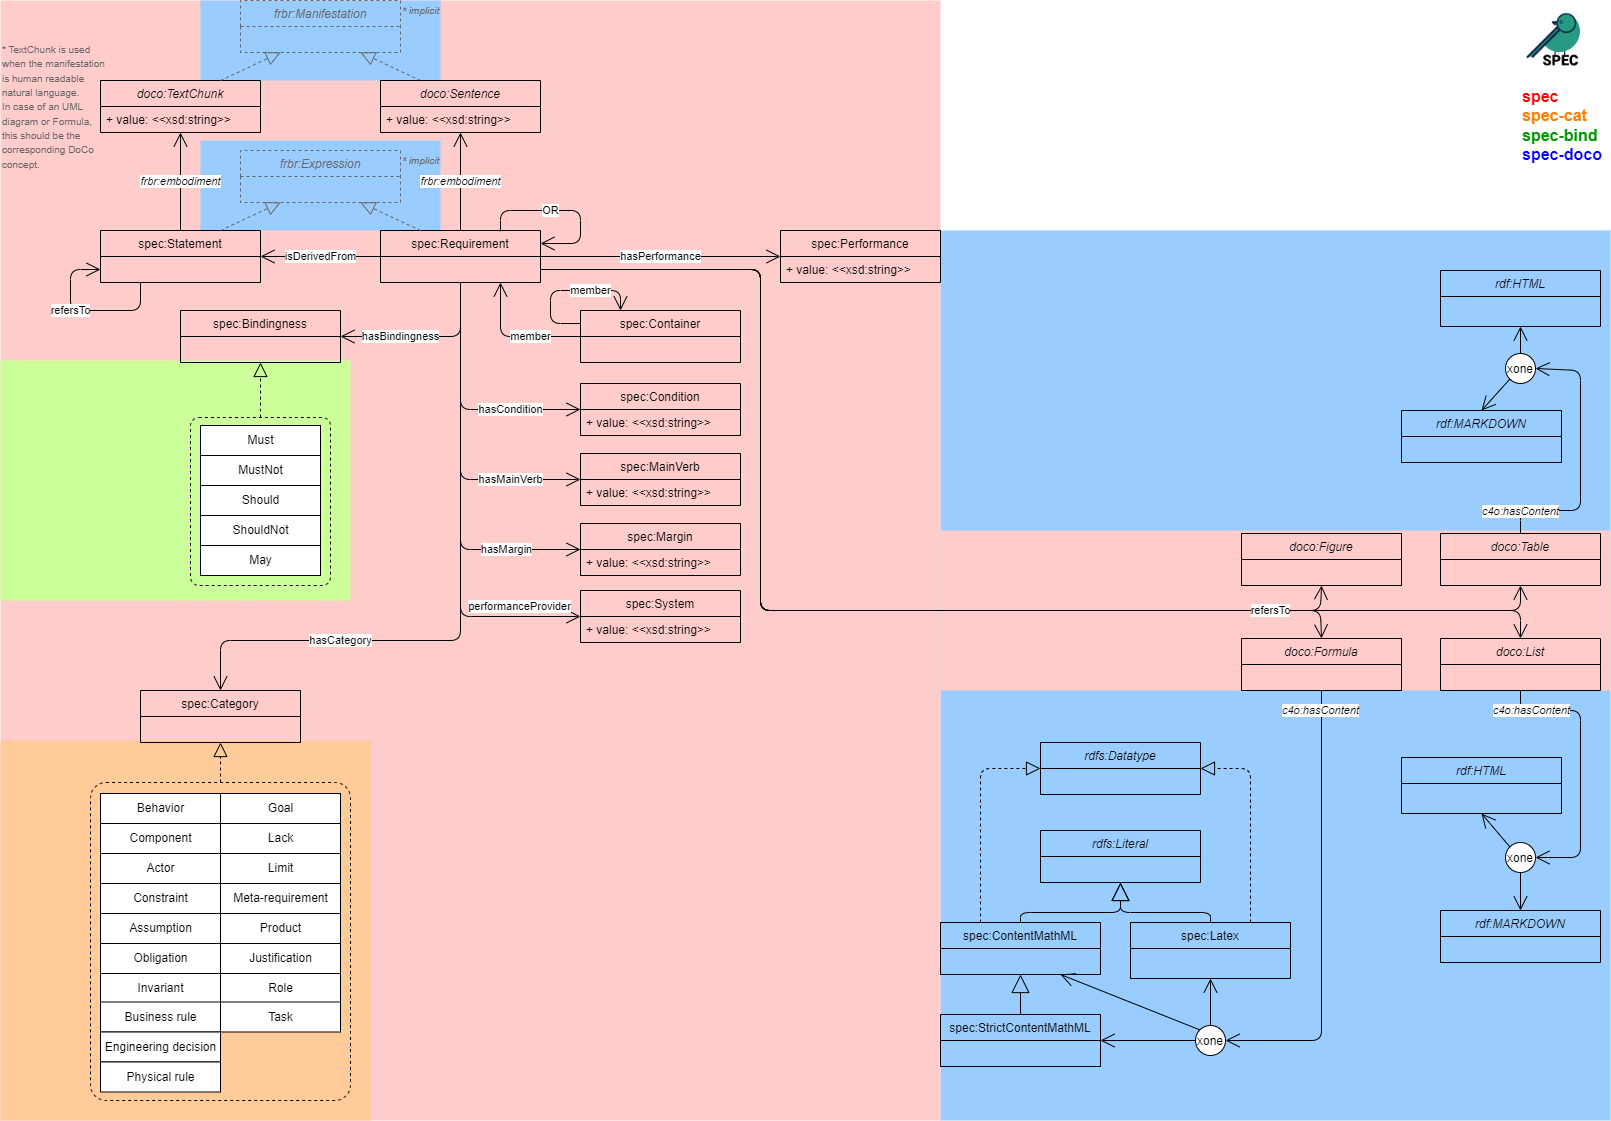 frbr:Manifestation
* implicit
* TextChunk is used
when the manifestation
is human readable
natural language.
In case of an UML
diagram or Formula,
this should be the
corresponding DoCo
concept.
SPEC
spec
spec-cat
spec-bind
spec-doco
doco:TextChunk
+ value: <<xsd:string>>
doco:Sentence
+ value: <<xsd:string>>
frbr:Expression
* implicit
frbr:embodiment
frbr:embodiment
OR
spec:Statement
isDerivedFrom
spec:Requirement
hasPerformance
spec:Performance
+ value: <<xsd:string>>
refersTo
member
spec:Bindingness
hasBindingness
member
spec:Container
hasCondition
spec:Condition
+ value: <<xsd:string>>
Must
MustNot
Should
ShouldNot
May
hasMainVerb
spec:MainVerb
+ value: <<xsd:string>>
hasMargin
spec:Margin
+ value: <<xsd:string>>
performanceProvider
spec:System
+ value: <<xsd:string>>
hasCategory
spec:Category
Behavior
Goal
Component
Lack
Actor
Limit
Constraint
Meta-requirement
Assumption
Product
Obligation
Justification
Invariant
Role
Business rule
Task
Engineering decision
Physical rule
rdf:HTML
xone
rdf:MARKDOWN
c4o:hasContent
doco:Figure
doco:Table
refersTo
doco:Formula
doco:List
c4o:hasContent
c4o:hasContent
rdfs:Datatype
rdf:HTML
rdfs:Literal
xone
rdf:MARKDOWN
spec:ContentMathML
spec:Latex
spec:StrictContentMathML
xone